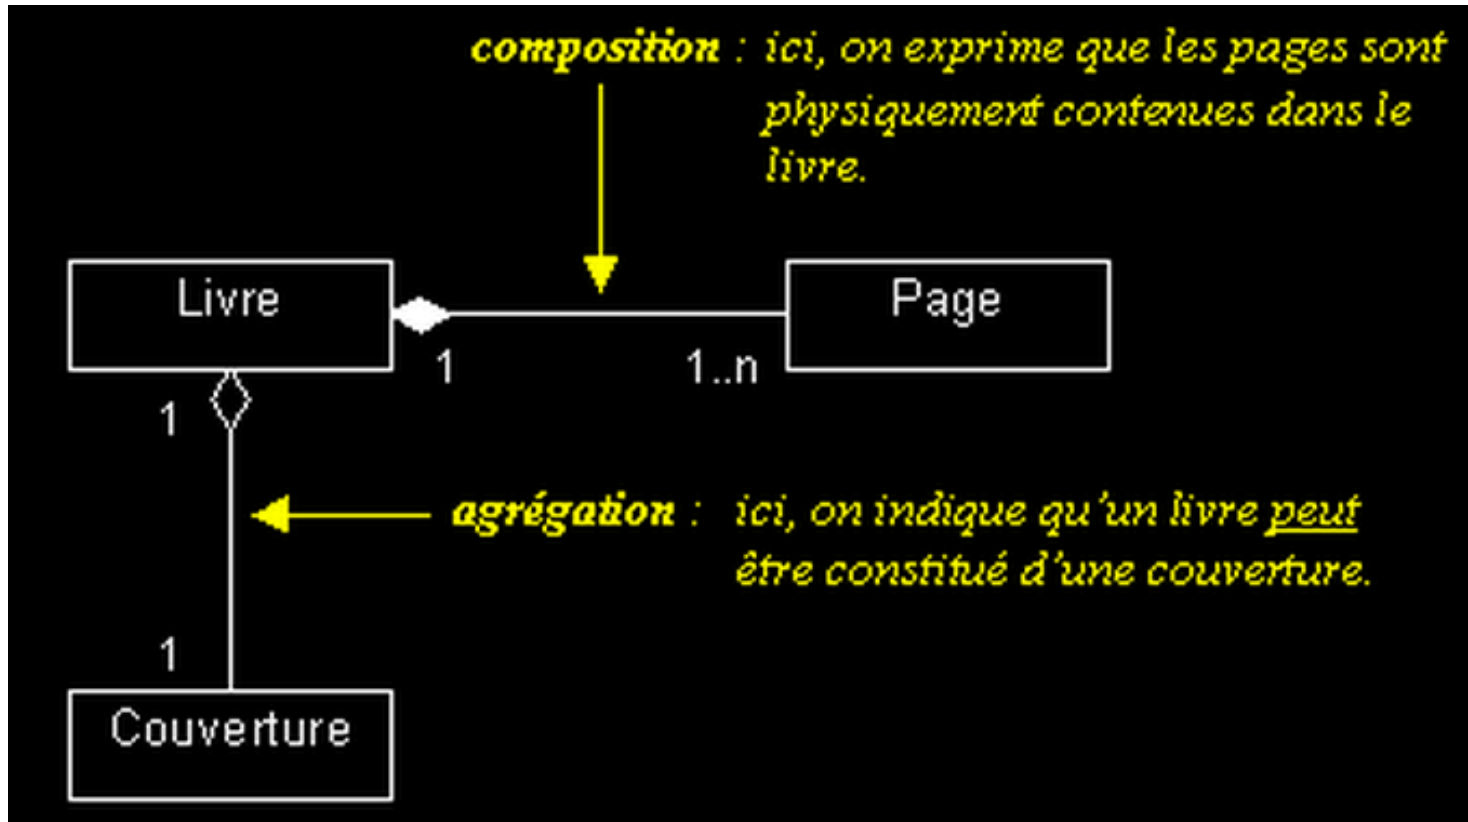 composition : ici, on exprime que les pages sont
physiquement contenues dans le
livre.
Livre
Page
1
1..n
1
agrégation : ici, on indique qu'un livre peut
être constitué d'une couverture.
1
Couverture